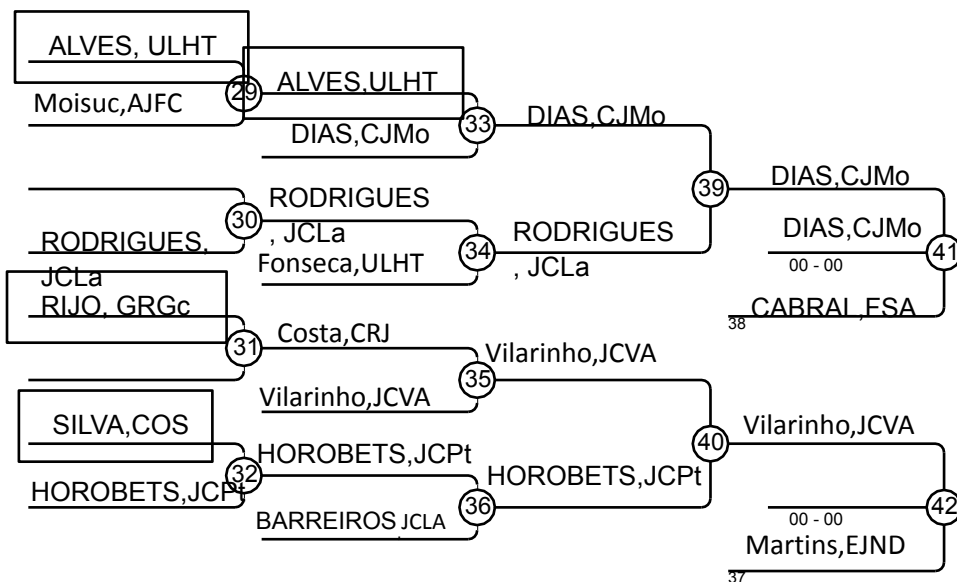 ALVES, ULHT
29
Moisuc,AJFC
ALVES,ULHT
33
DIAS,CJMo
DIAS,CJMo
39
DIAS,CJMo
30
RODRIGUES
, JCLa
RODRIGUES,
JCLa
Fonseca,ULHT
34
RODRIGUES
, JCLa
DIAS,CJMo
00 - 00
41
38 CABRAL,FSA
RIJO, GRGc
31
Costa,CRJ
Vilarinho,JCVA
35
Vilarinho,JCVA
40
Vilarinho,JCVA
SILVA,COS
32
HOROBETS,JCPt
HOROBETS,JCPt
BARREIROS,JCLA
36
HOROBETS,JCPt
00 - 00
42
Martins,EJND
37